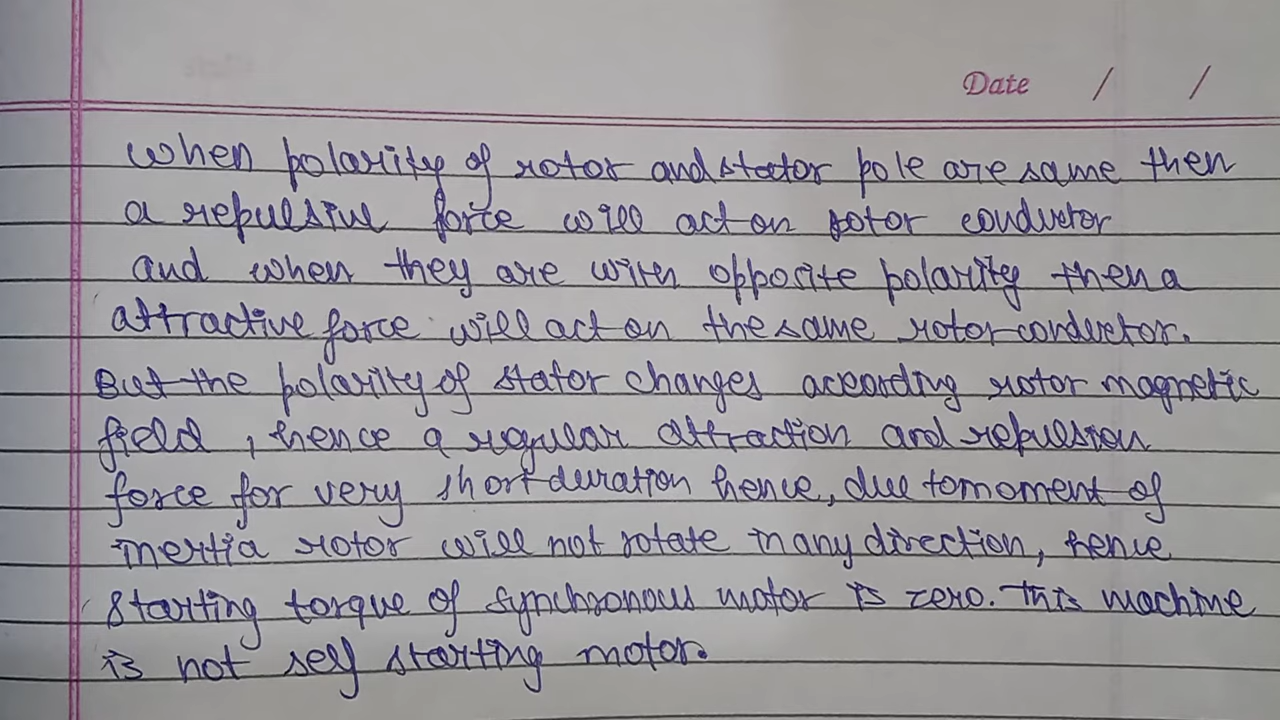 Date / /
When polarity of rotor and stator pole are same then
a repulsive force will act on rotor conductor
and when they are with opposite polarity then a
attractive force will act on the same rotor conductor.
But the polarity of stator changes according rotor magnetic
field, hence a regular attraction and repulsion
force for very short duration hence, due to moment of
inertia rotor will not rotate in any direction, hence
starting torque of synchronous motor is zero. This machine
is not self starting motor.